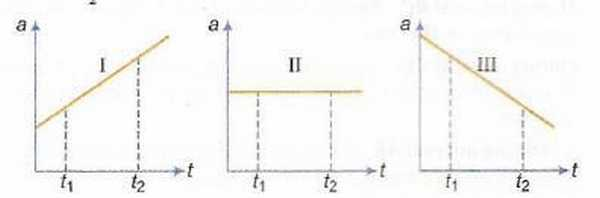 a I t₁ t₂ t
a II t₁ t₂ t
a III t₁ t₂ t